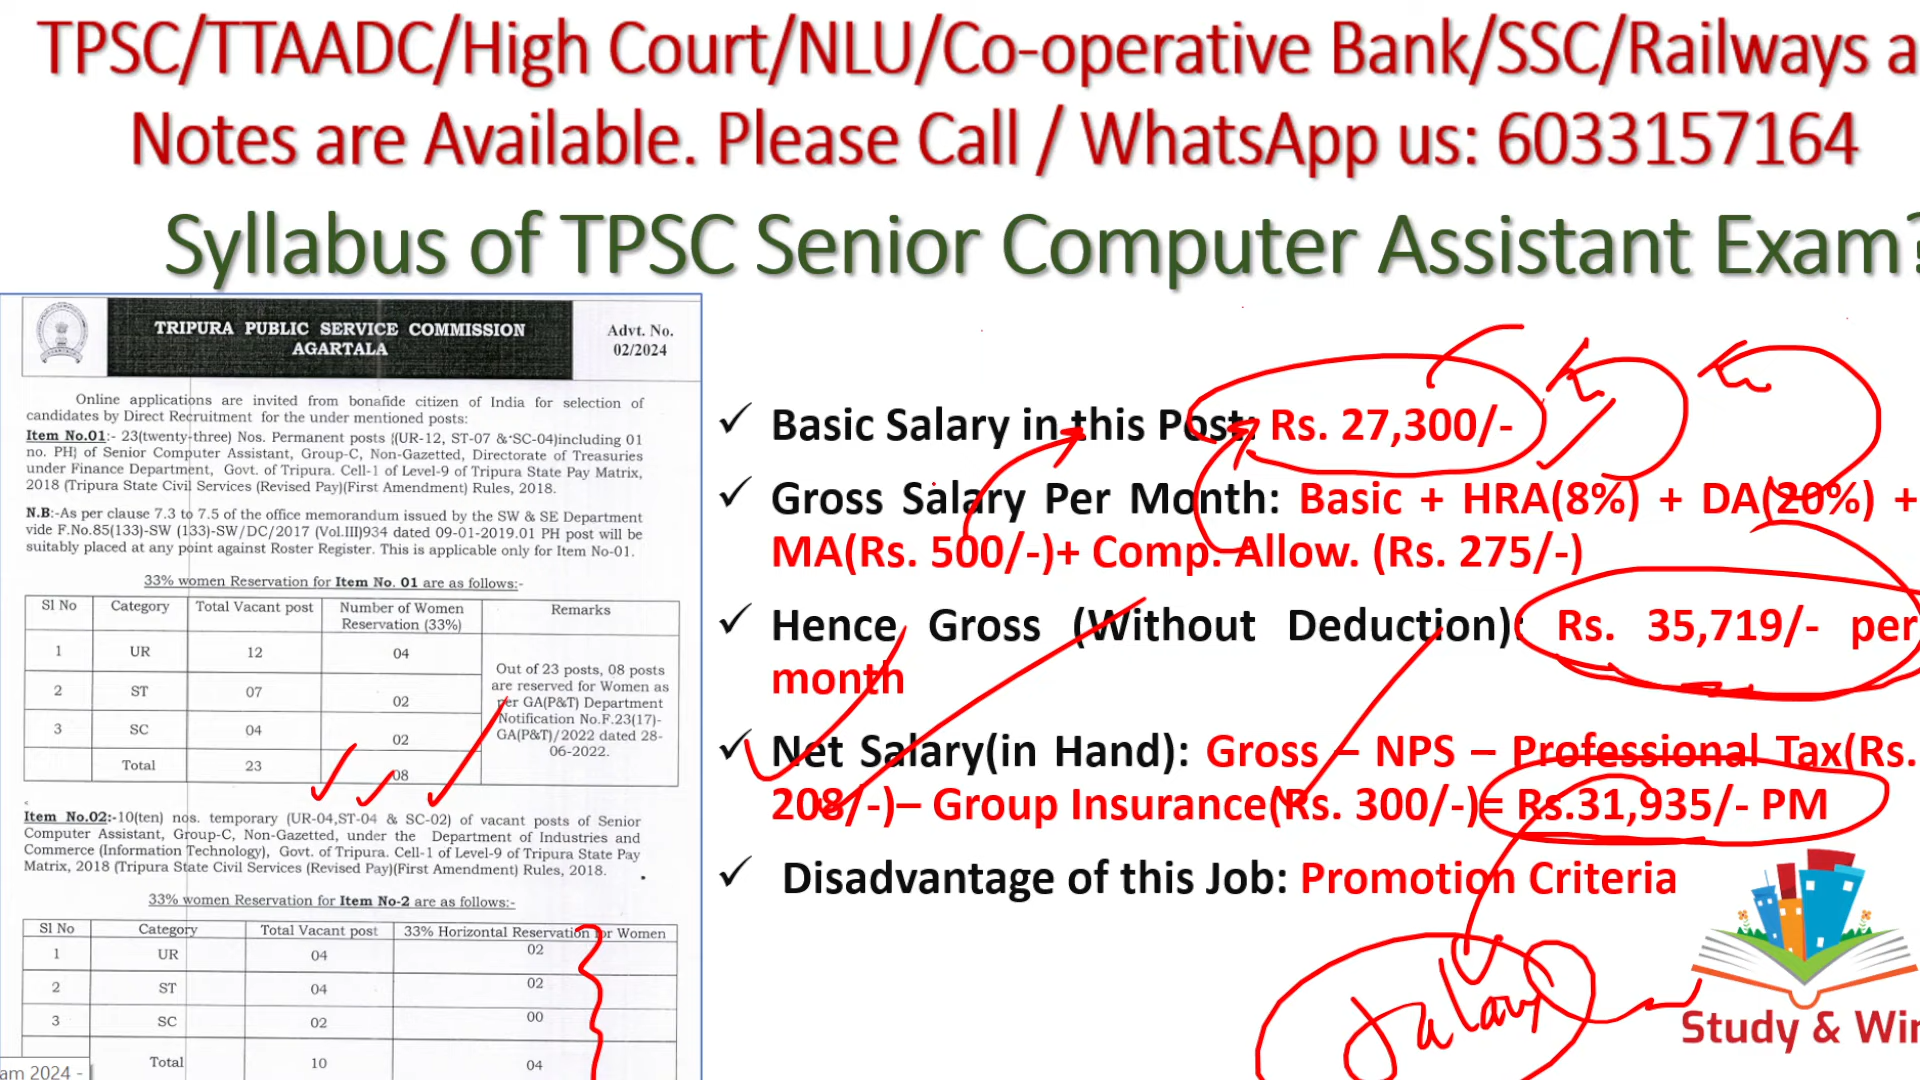 TPSC/TTAADC/High Court/NLU/Co-operative Bank/SSC/Railways a
Notes are Available. Please Call / WhatsApp us: 6033157164
Syllabus of TPSC Senior Computer Assistant Exam?
TRIPURA PUBLIC SERVICE COMMISSION
AGARTALA
Advt. No.
02/2024
Online applications are invited from bonafide citizen of India for selection of
candidates by Direct Recruitment for the under mentioned posts:
Item No.01:- 23(twenty-three) Nos. Permanent posts {(UR-12, ST-07 & SC-04)including 01
no. PH} of Senior Computer Assistant, Group-C, Non-Gazetted, Directorate of Treasuries
under Finance Department, Govt. of Tripura. Cell-1 of Level-9 of Tripura State Pay Matrix,
2018 (Tripura State Civil Services (Revised Pay)(First Amendment) Rules, 2018.
N.B:-As per clause 7.3 to 7.5 of the office memorandum issued by the SW & SE Department
vide F.No.85(133)-SW (133)-SW/DC/2017 (Vol.III)934 dated 09-01-2019.01 PH post will be
suitably placed at any point against Roster Register. This is applicable only for Item No-01.
33% women Reservation for Item No. 01 are as follows:-
Sl No Category Total Vacant post Number of Women Reservation (33%) Remarks
1 UR 12 04
2 ST 07 02
3 SC 04 02
Total 23 08
Out of 23 posts, 08 posts
are reserved for Women as
per GA(P&T) Department
Notification No.F.23(17)-
GA(P&T)/2022 dated 28-
06-2022.
Item No.02:-10(ten) nos. temporary (UR-04,ST-04 & SC-02) of vacant posts of Senior
Computer Assistant, Group-C, Non-Gazetted, under the Department of Industries and
Commerce (Information Technology), Govt. of Tripura. Cell-1 of Level-9 of Tripura State Pay
Matrix, 2018 (Tripura State Civil Services (Revised Pay)(First Amendment) Rules, 2018.
33% women Reservation for Item No-2 are as follows:-
Sl No Category Total Vacant post 33% Horizontal Reservation for Women
1 UR 04 02
2 ST 04 02
3 SC 02 00
Total 10 04
am 2024 -
✓ Basic Salary in this Post: Rs. 27,300/-
✓ Gross Salary Per Month: Basic + HRA(8%) + DA(20%) +
MA(Rs. 500/-)+ Comp. Allow. (Rs. 275/-)
✓ Hence Gross (Without Deduction): Rs. 35,719/- per
month
✓ Net Salary(in Hand): Gross – NPS – Professional Tax(Rs.
208/-)– Group Insurance(Rs. 300/-)= Rs.31,935/- PM
✓ Disadvantage of this Job: Promotion Criteria
Salary
Study & Win